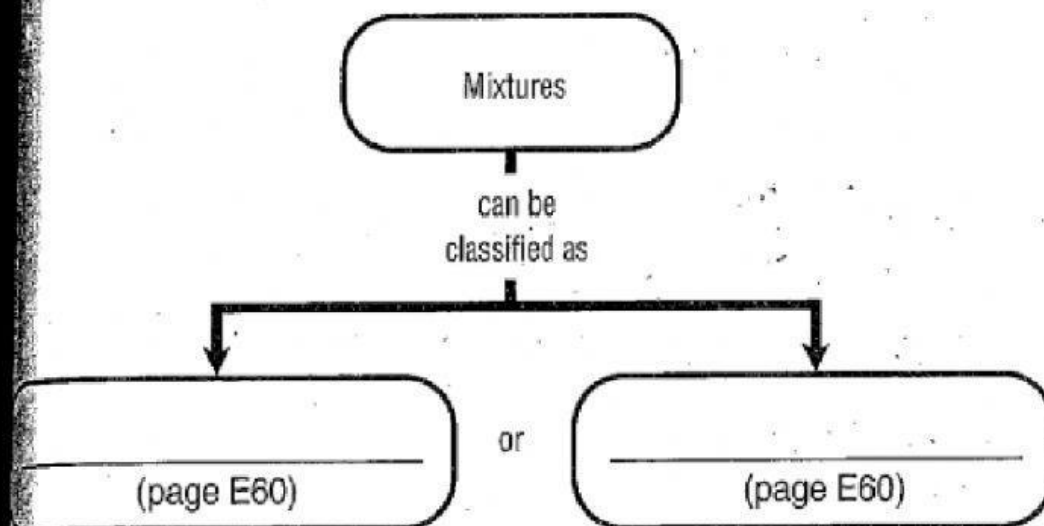 Mixtures
can be
classified as
or
(page E60)
(page E60)